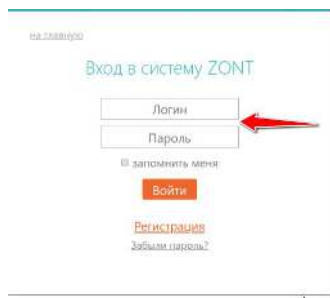 на главную
Вход в систему ZONT
Логин
Пароль
запомнить меня
Войти
Регистрация
Забыли пароль?